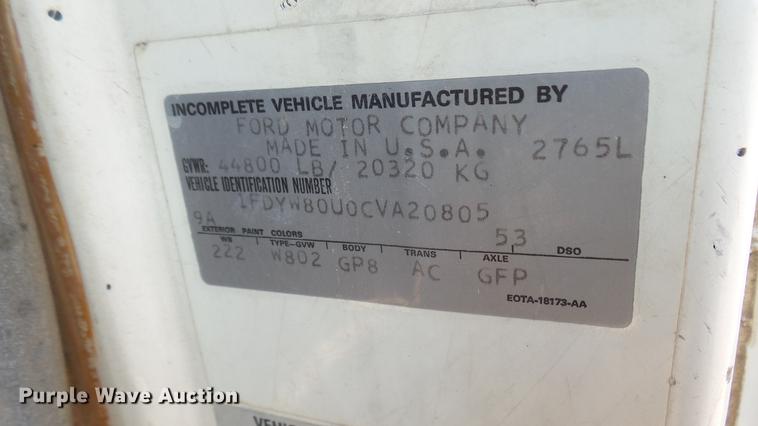 INCOMPLETE VEHICLE MANUFACTURED BY
FORD MOTOR COMPANY
MADE IN U.S.A. 2765L
GVWR: 44800 LB/ 20320 KG
VEHICLE IDENTIFICATION NUMBER
1FDYW80U0CVA20805
9A 53
EXTERIOR PAINT COLORS DSO
WB TYPE-GVW BODY TRANS AXLE
222 W802 GP8 AC GFP
EOTA-18173-AA
Purple Wave Auction